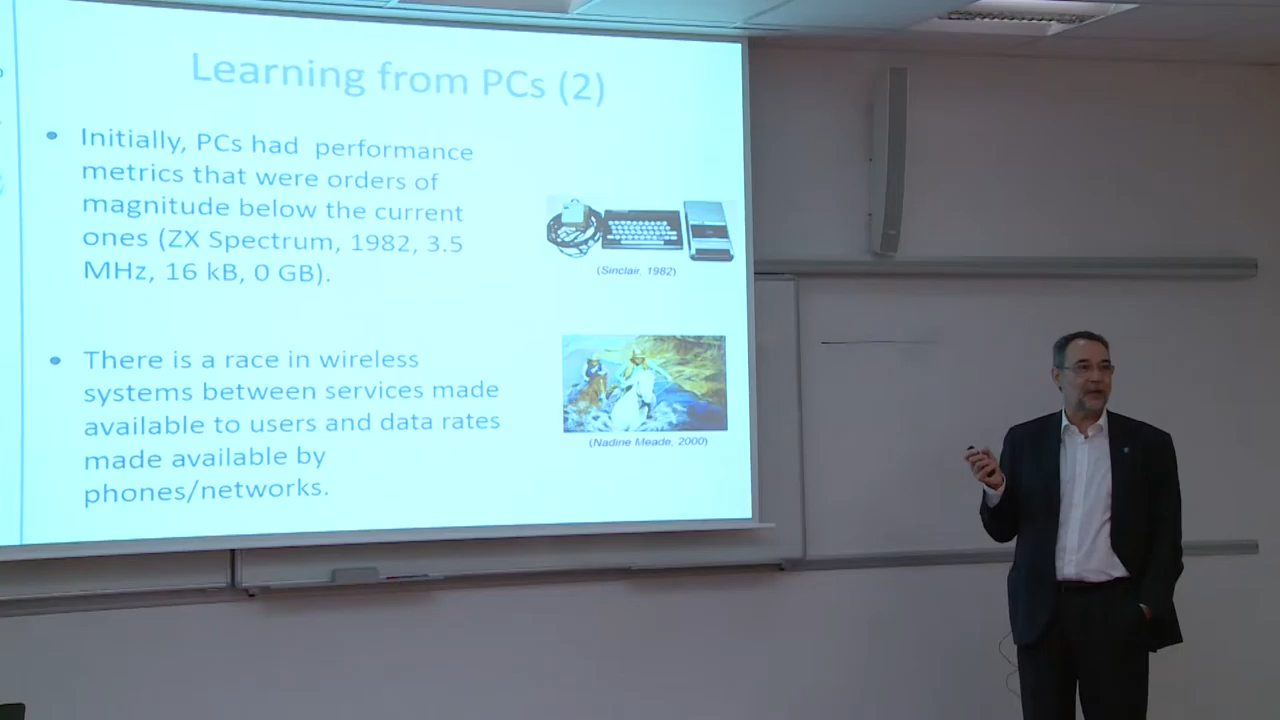 Learning from PCs (2)
• Initially, PCs had performance
metrics that were orders of
magnitude below the current
ones (ZX Spectrum, 1982, 3.5
MHz, 16 kB, 0 GB).
(Sinclair, 1982)
• There is a race in wireless
systems between services made
available to users and data rates
made available by
phones/networks.
(Nadine Meade, 2000)